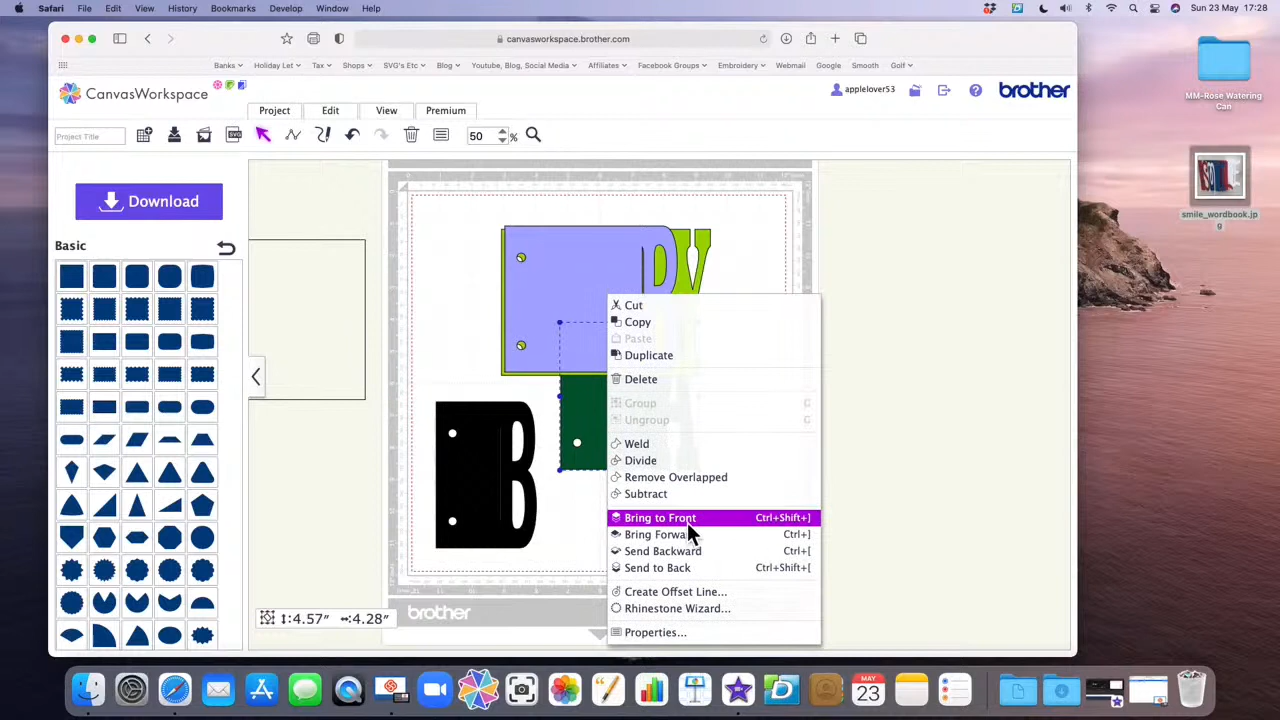 Safari File Edit View History Bookmarks Develop Window Help Sun 23 May 17:28
canvasworkspace.brother.com
Banks Holiday Let Tax Shops SVG's Etc Blog Youtube, Blog, Social Media Affiliates Facebook Groups Embroidery Webmail Google Smooth Golf
CanvasWorkspace applelover53 brother
Project Edit View Premium
Project Title SVG 50 %
Download
Basic
Cut
Copy
Paste
Duplicate
Delete
Group G
Ungroup G
Weld
Divide
Remove Overlapped
Subtract
Bring to Front Ctrl+Shift+]
Bring Forwa Ctrl+]
Send Backward Ctrl+[
Send to Back Ctrl+Shift+[
Create Offset Line...
Rhinestone Wizard...
Properties...
B
4.57" 4.28"
brother
MM-Rose Watering
Can
smile_wordbook.jp
g
MAY
23